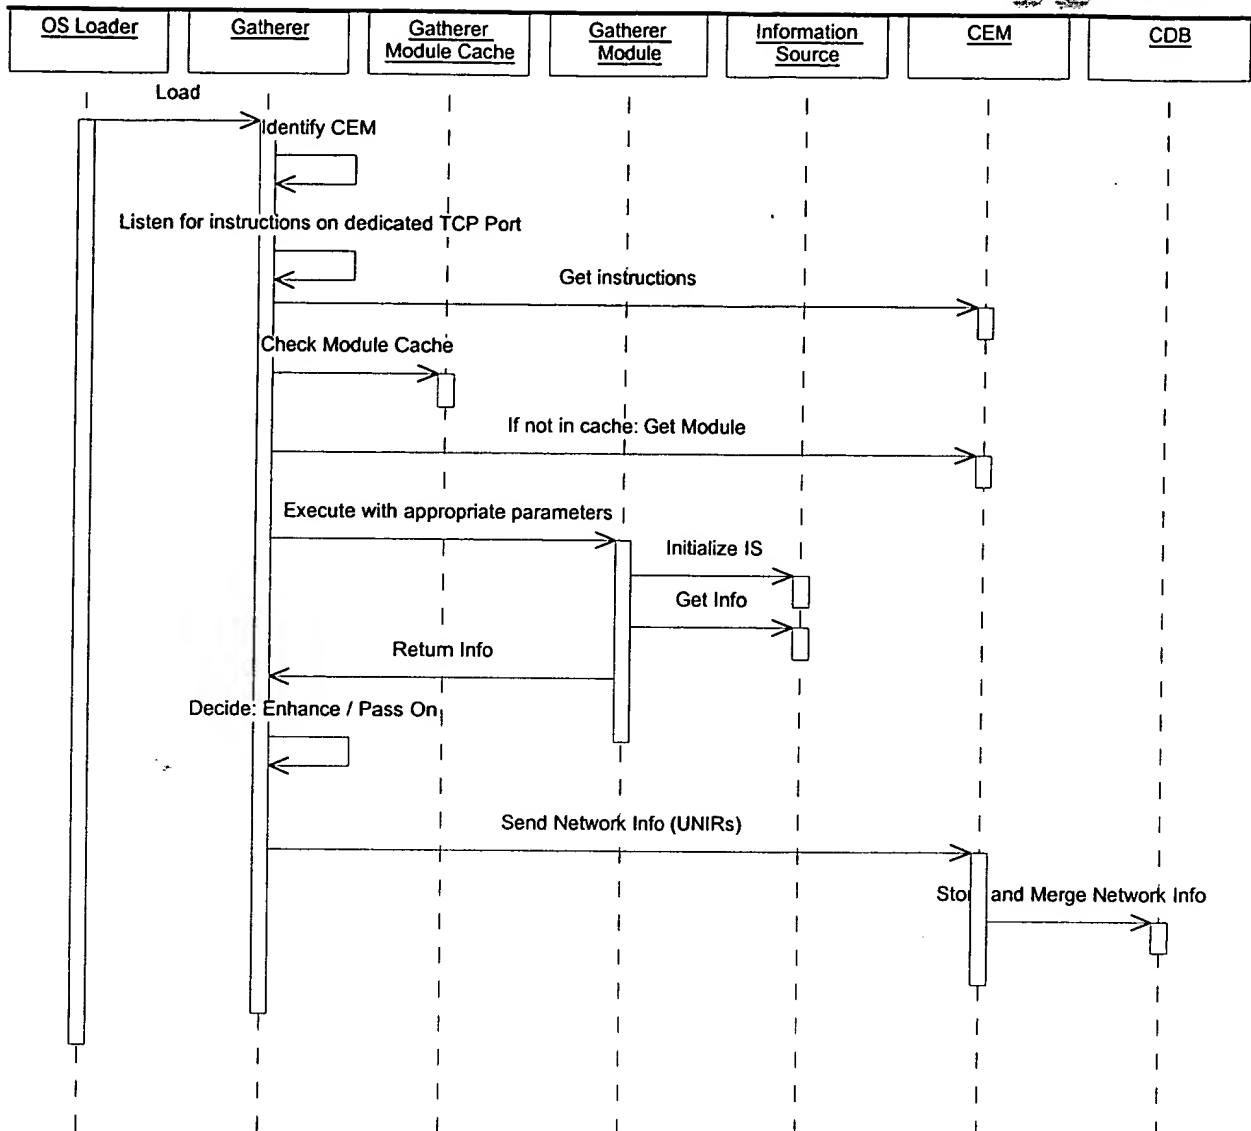 OS Loader
Gatherer
Gatherer
Module Cache
Gatherer
Module
Information
Source
CEM
CDB
Load
Identify CEM
Listen for instructions on dedicated TCP Port
Get instructions
Check Module Cache
If not in cache: Get Module
Execute with appropriate parameters
Initialize IS
Get Info
Return Info
Decide: Enhance / Pass On
Send Network Info (UNIRs)
Store and Merge Network Info